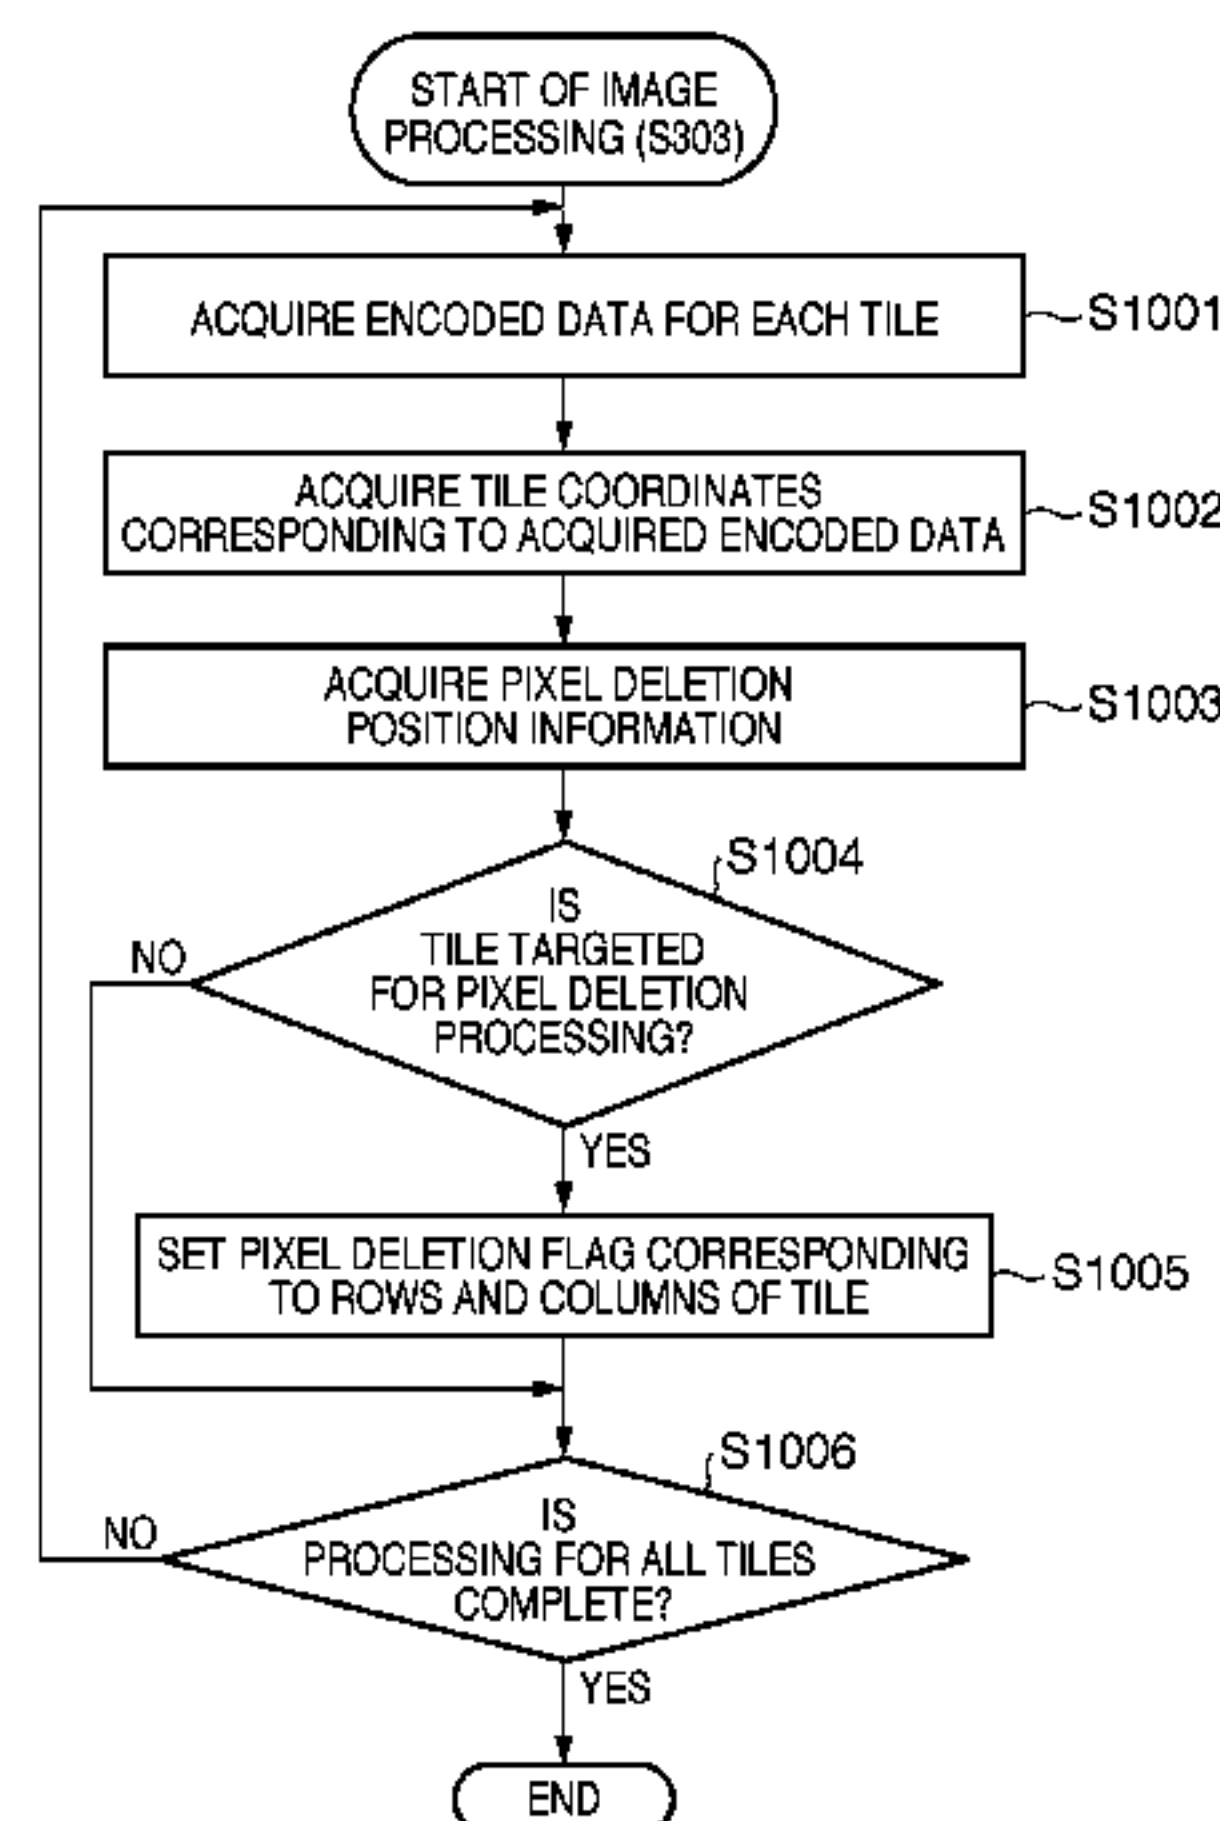 START OF IMAGE
PROCESSING (S303)
ACQUIRE ENCODED DATA FOR EACH TILE
S1001
ACQUIRE TILE COORDINATES
CORRESPONDING TO ACQUIRED ENCODED DATA
S1002
ACQUIRE PIXEL DELETION
POSITION INFORMATION
S1003
S1004
IS
TILE TARGETED
FOR PIXEL DELETION
PROCESSING?
NO
YES
SET PIXEL DELETION FLAG CORRESPONDING
TO ROWS AND COLUMNS OF TILE
S1005
S1006
IS
PROCESSING FOR ALL TILES
COMPLETE?
NO
YES
END